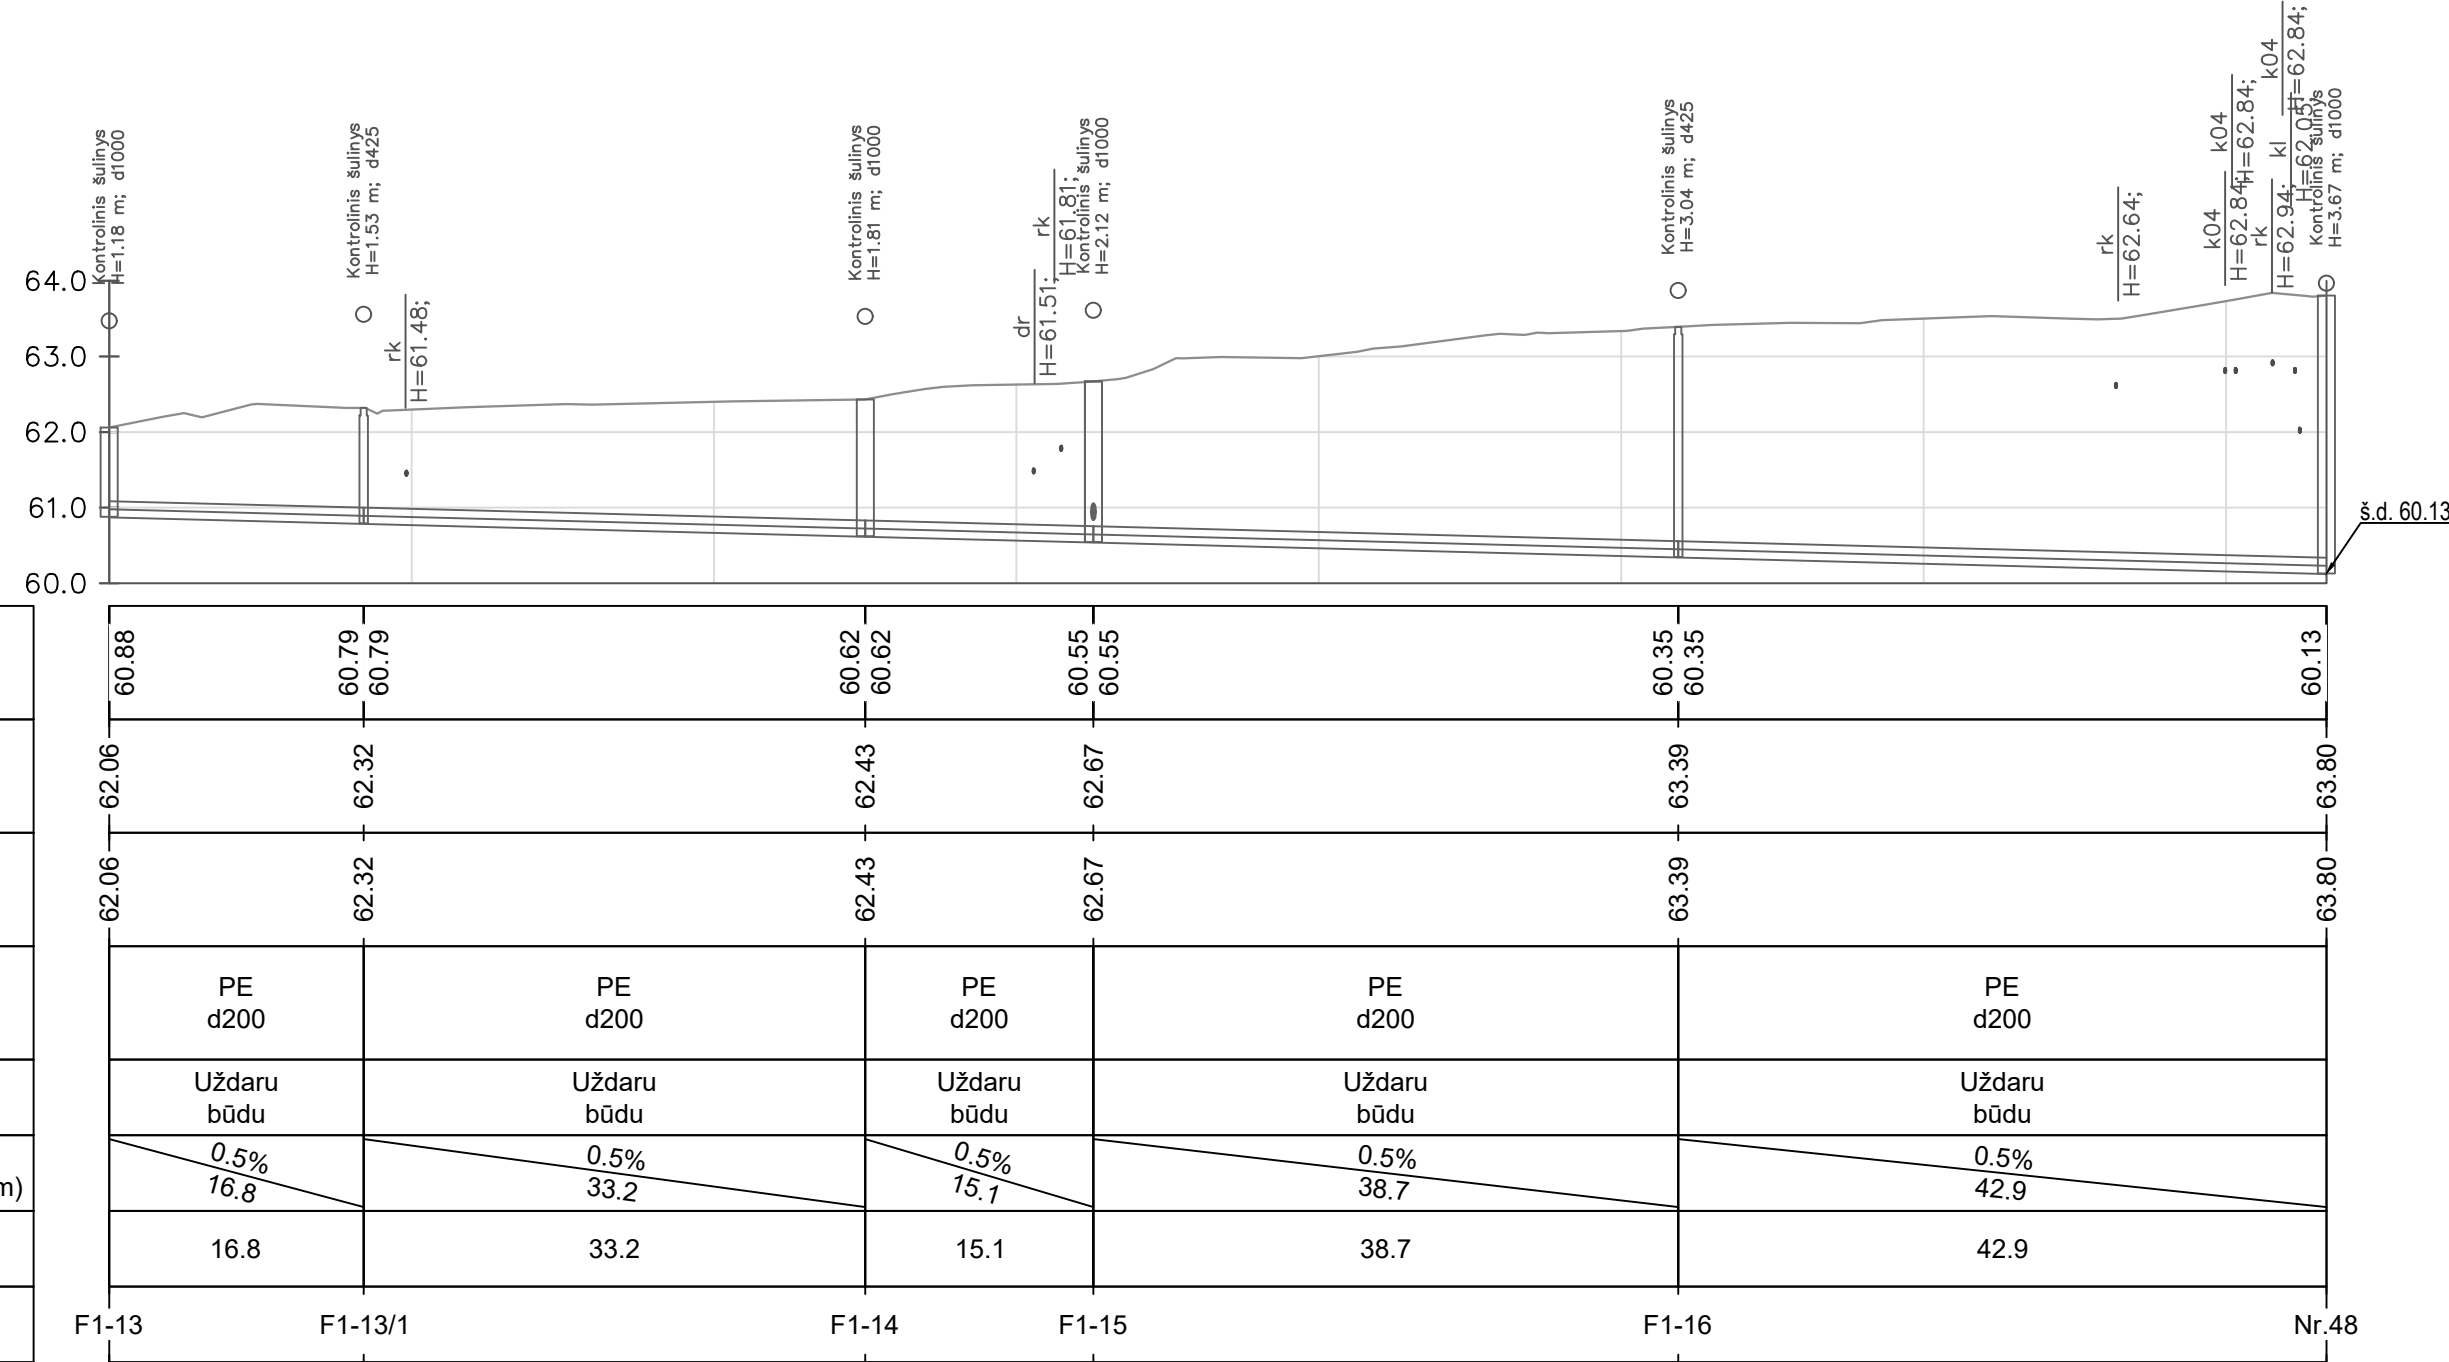 Kontrolinis šulinys
H=1.18 m; d1000
Kontrolinis šulinys
H=1.53 m; d425
rk
H=61.48;
Kontrolinis šulinys
H=1.81 m; d1000
dr
H=61.51;
rk
H=61.81;
Kontrolinis šulinys
H=2.12 m; d1000
Kontrolinis šulinys
H=3.04 m; d425
rk
H=62.64;
k04
H=62.84;
k04
H=62.84;
rk
H=62.94;
k04
H=62.84;
kl
H=62.05;
Kontrolinis šulinys
H=3.67 m; d1000
64.0
63.0
62.0
61.0
60.0
š.d. 60.13
60.88
60.79
60.79
60.62
60.62
60.55
60.55
60.35
60.35
60.13
62.06 62.32 62.43 62.67 63.39 63.80
62.06 62.32 62.43 62.67 63.39 63.80
PE
d200
PE
d200
PE
d200
PE
d200
PE
d200
Uždaru
būdu
Uždaru
būdu
Uždaru
būdu
Uždaru
būdu
Uždaru
būdu
m)
0.5%
16.8
0.5%
33.2
0.5%
15.1
0.5%
38.7
0.5%
42.9
16.8 33.2 15.1 38.7 42.9
F1-13 F1-13/1 F1-14 F1-15 F1-16 Nr.48